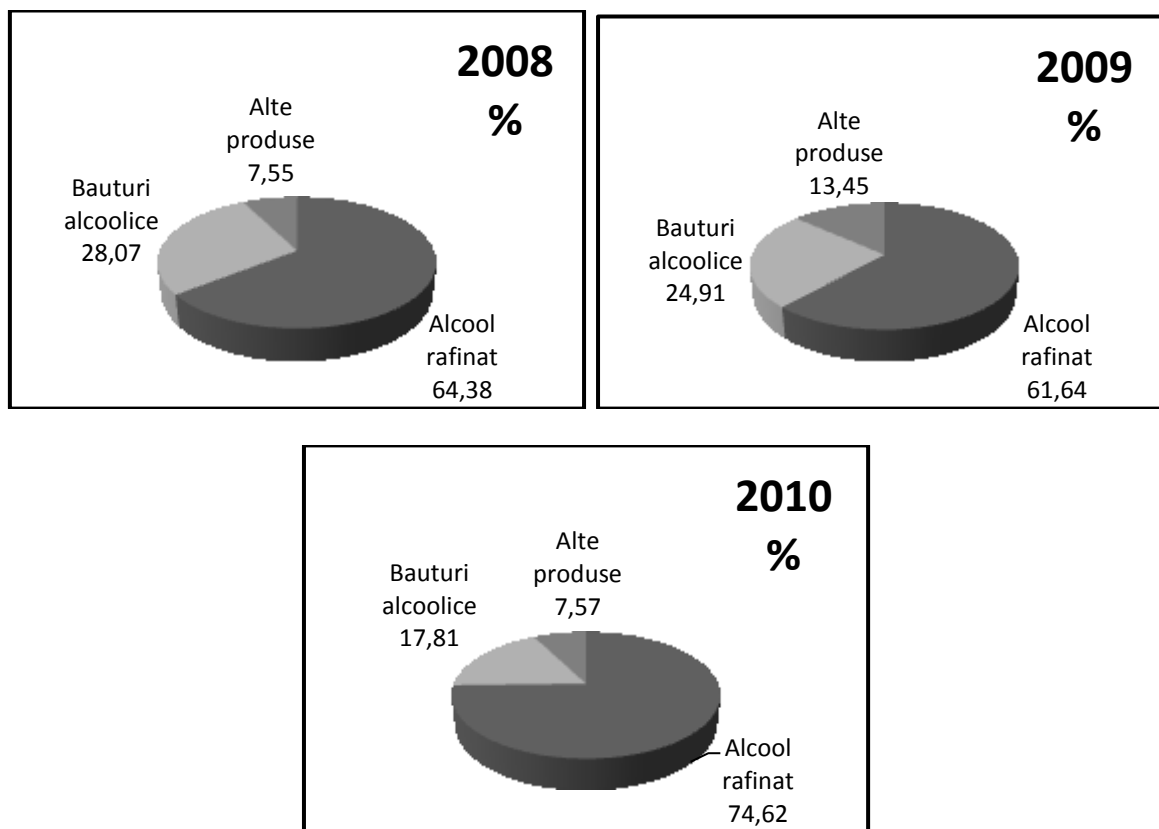 2008
%
Alte
produse
7,55
Bauturi
alcoolice
28,07
Alcool
rafinat
64,38
2009
%
Alte
produse
13,45
Bauturi
alcoolice
24,91
Alcool
rafinat
61,64
2010
%
Alte
produse
7,57
Bauturi
alcoolice
17,81
Alcool
rafinat
74,62